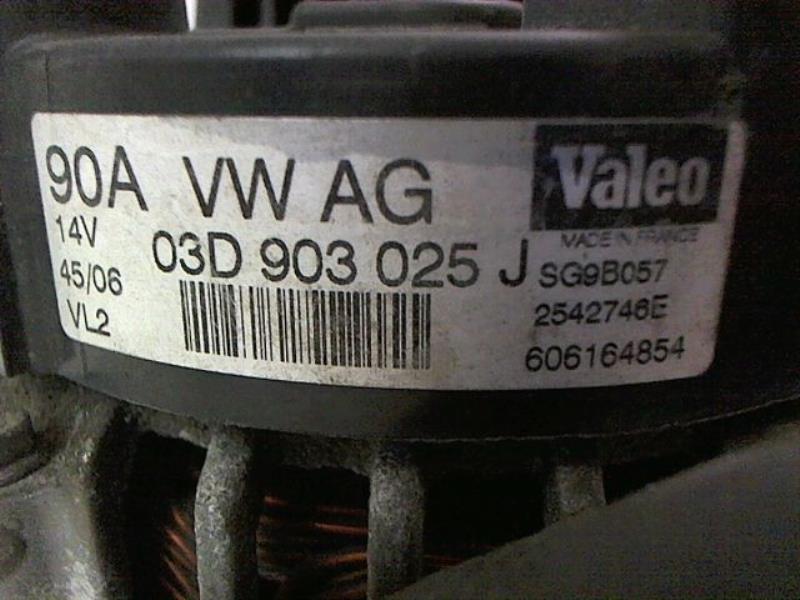 90A VW AG
Valeo
14V
MADE IN FRANCE
03D 903 025 J
SG9B057
45/06
2542746E
VL2
606164854